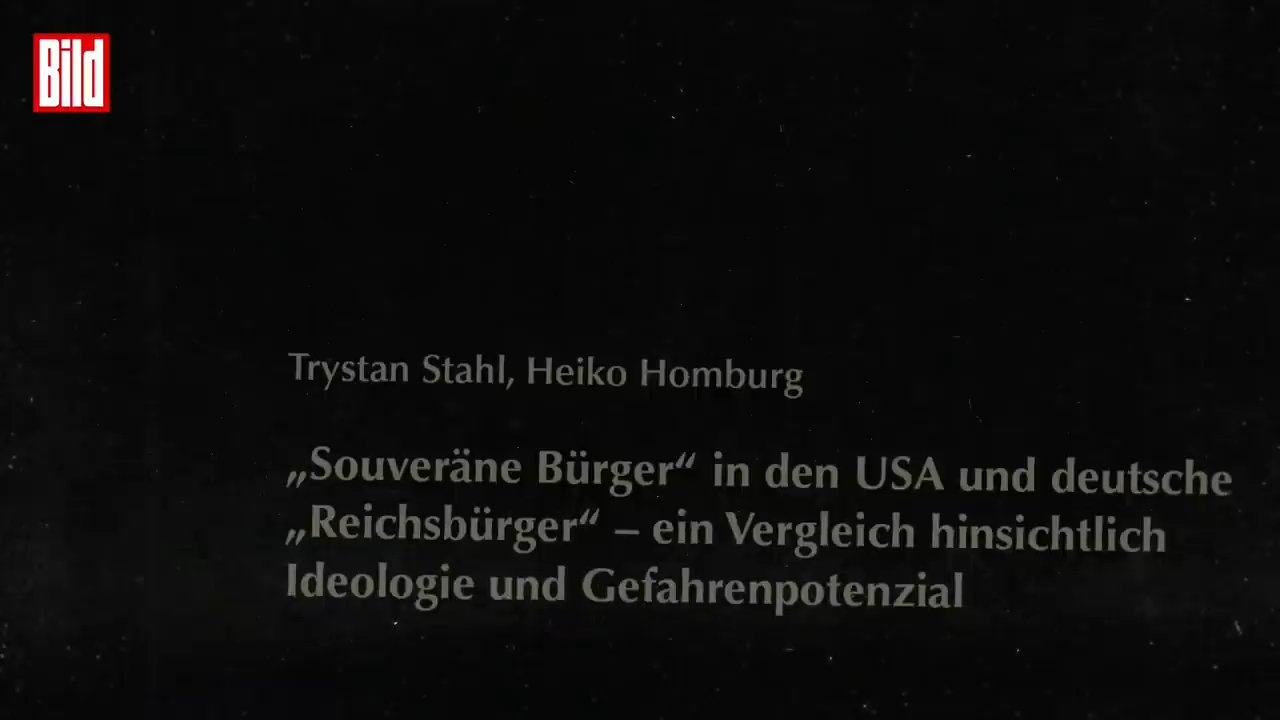 Bild
Trystan Stahl, Heiko Homburg
„Souveräne Bürger“ in den USA und deutsche
„Reichsbürger“ – ein Vergleich hinsichtlich
Ideologie und Gefahrenpotenzial